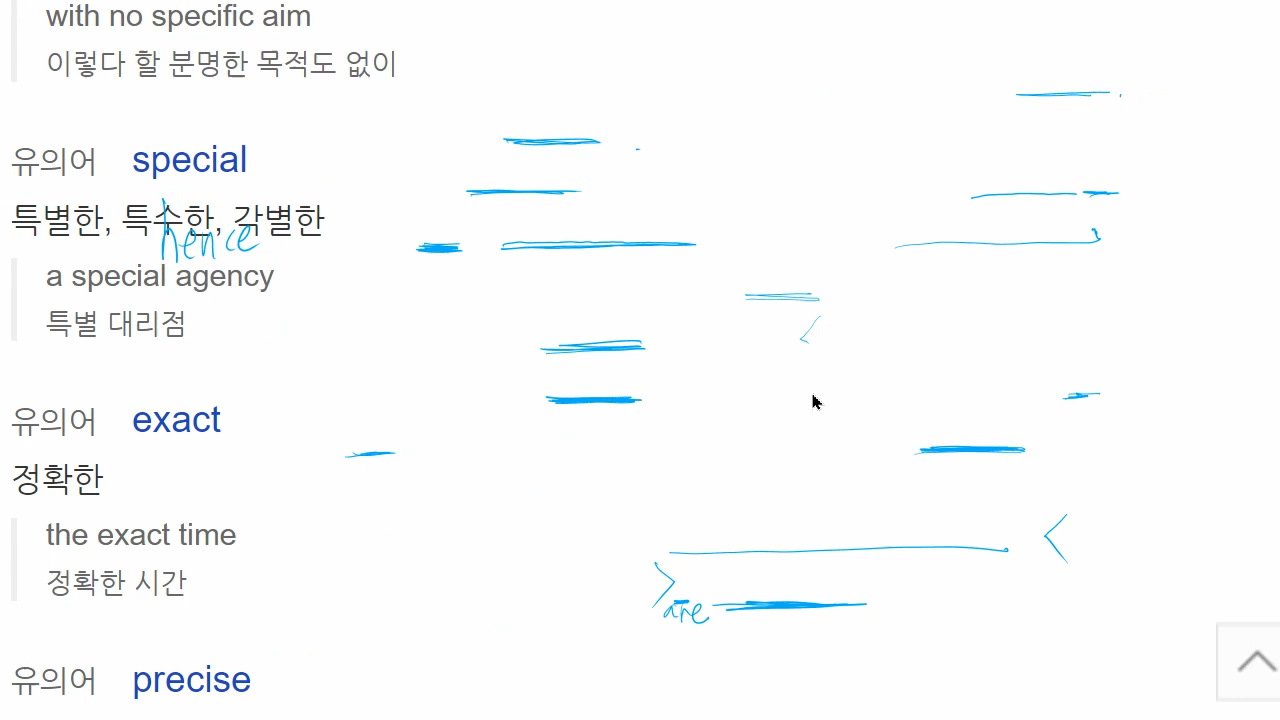 with no specific aim
이렇다 할 분명한 목적도 없이
유의어 special
특별한, 특수한, 각별한
hence
a special agency
특별 대리점
유의어 exact
정확한
the exact time
정확한 시간
are
유의어 precise